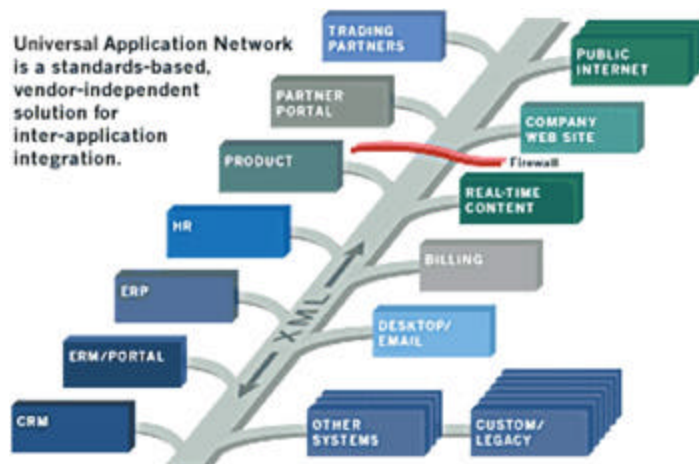 Universal Application Network
is a standards-based,
vendor-independent
solution for
inter-application
integration.
TRADING
PARTNERS
PUBLIC
INTERNET
PARTNER
PORTAL
COMPANY
WEB SITE
PRODUCT
Firewall
REAL-TIME
CONTENT
HR
BILLING
ERP
XML
DESKTOP/
EMAIL
ERM/PORTAL
CRM
OTHER
SYSTEMS
CUSTOM/
LEGACY